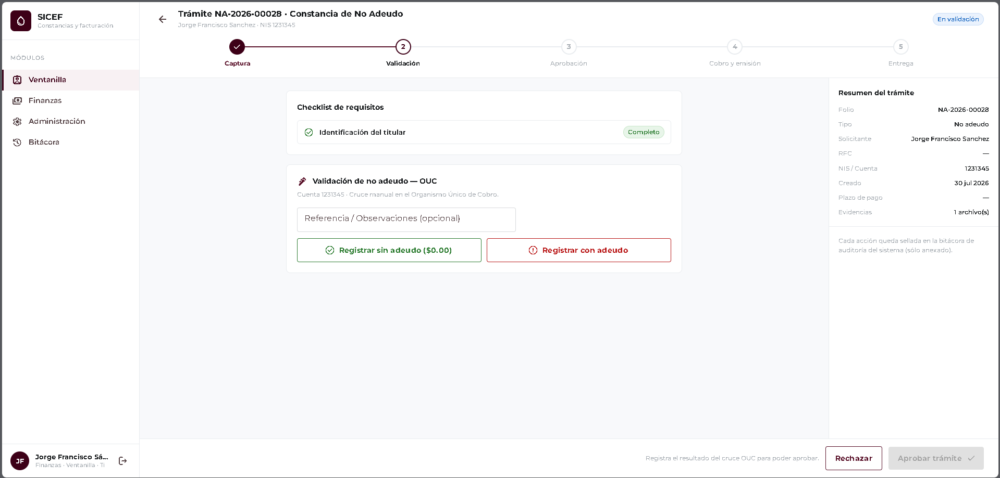 SICEF
Constancias y facturación
MÓDULOS
Ventanilla
Finanzas
Administración
Bitácora
JF
Jorge Francisco Sá...
Finanzas · Ventanilla · Ti
Trámite NA-2026-00028 · Constancia de No Adeudo
Jorge Francisco Sanchez · NIS 1231345
En validación
2
3
4
5
Captura
Validación
Aprobación
Cobro y emisión
Entrega
Checklist de requisitos
Identificación del titular
Completo
Validación de no adeudo — OUC
Cuenta 1231345 · Cruce manual en el Organismo Único de Cobro.
Referencia / Observaciones (opcional)
Registrar sin adeudo ($0.00)
Registrar con adeudo
Resumen del trámite
Folio NA-2026-00028
Tipo No adeudo
Solicitante Jorge Francisco Sanchez
RFC —
NIS / Cuenta 1231345
Creado 30 jul 2026
Plazo de pago —
Evidencias 1 archivo(s)
Cada acción queda sellada en la bitácora de
auditoría del sistema (sólo anexado).
Registra el resultado del cruce OUC para poder aprobar.
Rechazar
Aprobar trámite